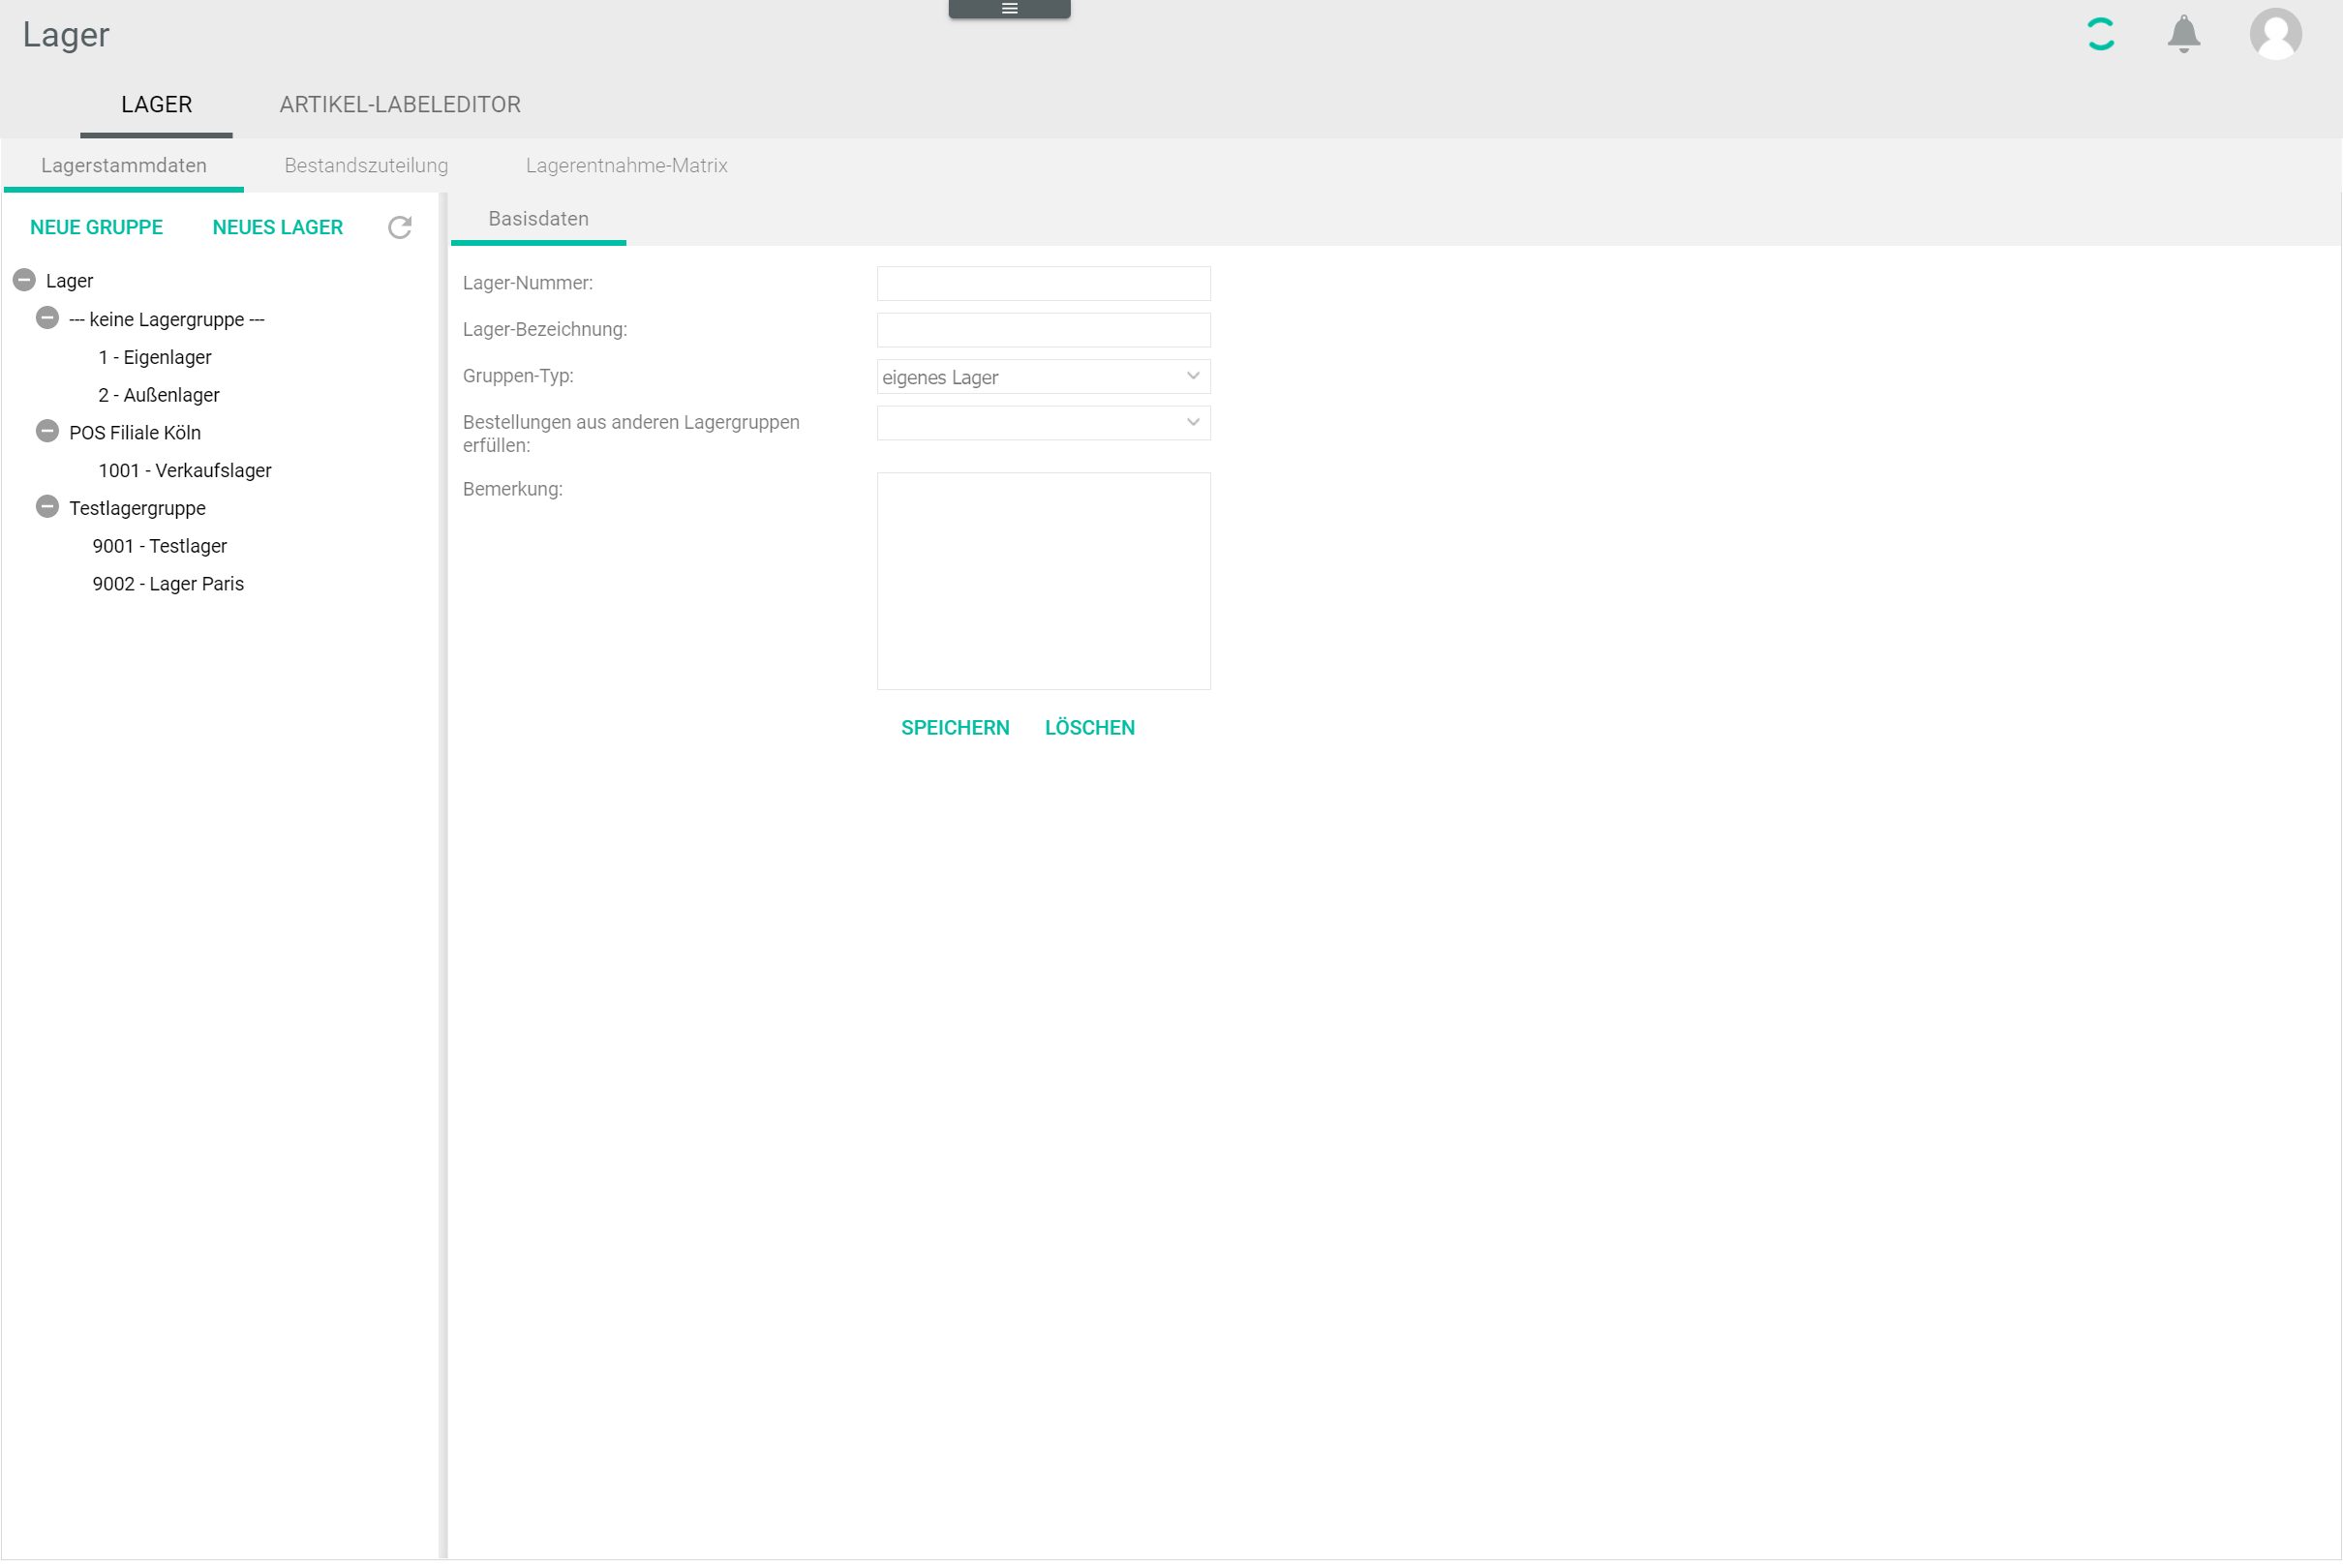 Lager
LAGER
ARTIKEL-LABELEDITOR
Lagerstammdaten
Bestandszuteilung
Lagerentnahme-Matrix
NEUE GRUPPE
NEUES LAGER
Lager
--- keine Lagergruppe ---
1 - Eigenlager
2 - Außenlager
POS Filiale Köln
1001 - Verkaufslager
Testlagergruppe
9001 - Testlager
9002 - Lager Paris
Basisdaten
Lager-Nummer:
Lager-Bezeichnung:
Gruppen-Typ:
eigenes Lager
Bestellungen aus anderen Lagergruppen
erfüllen:
Bemerkung:
SPEICHERN
LÖSCHEN